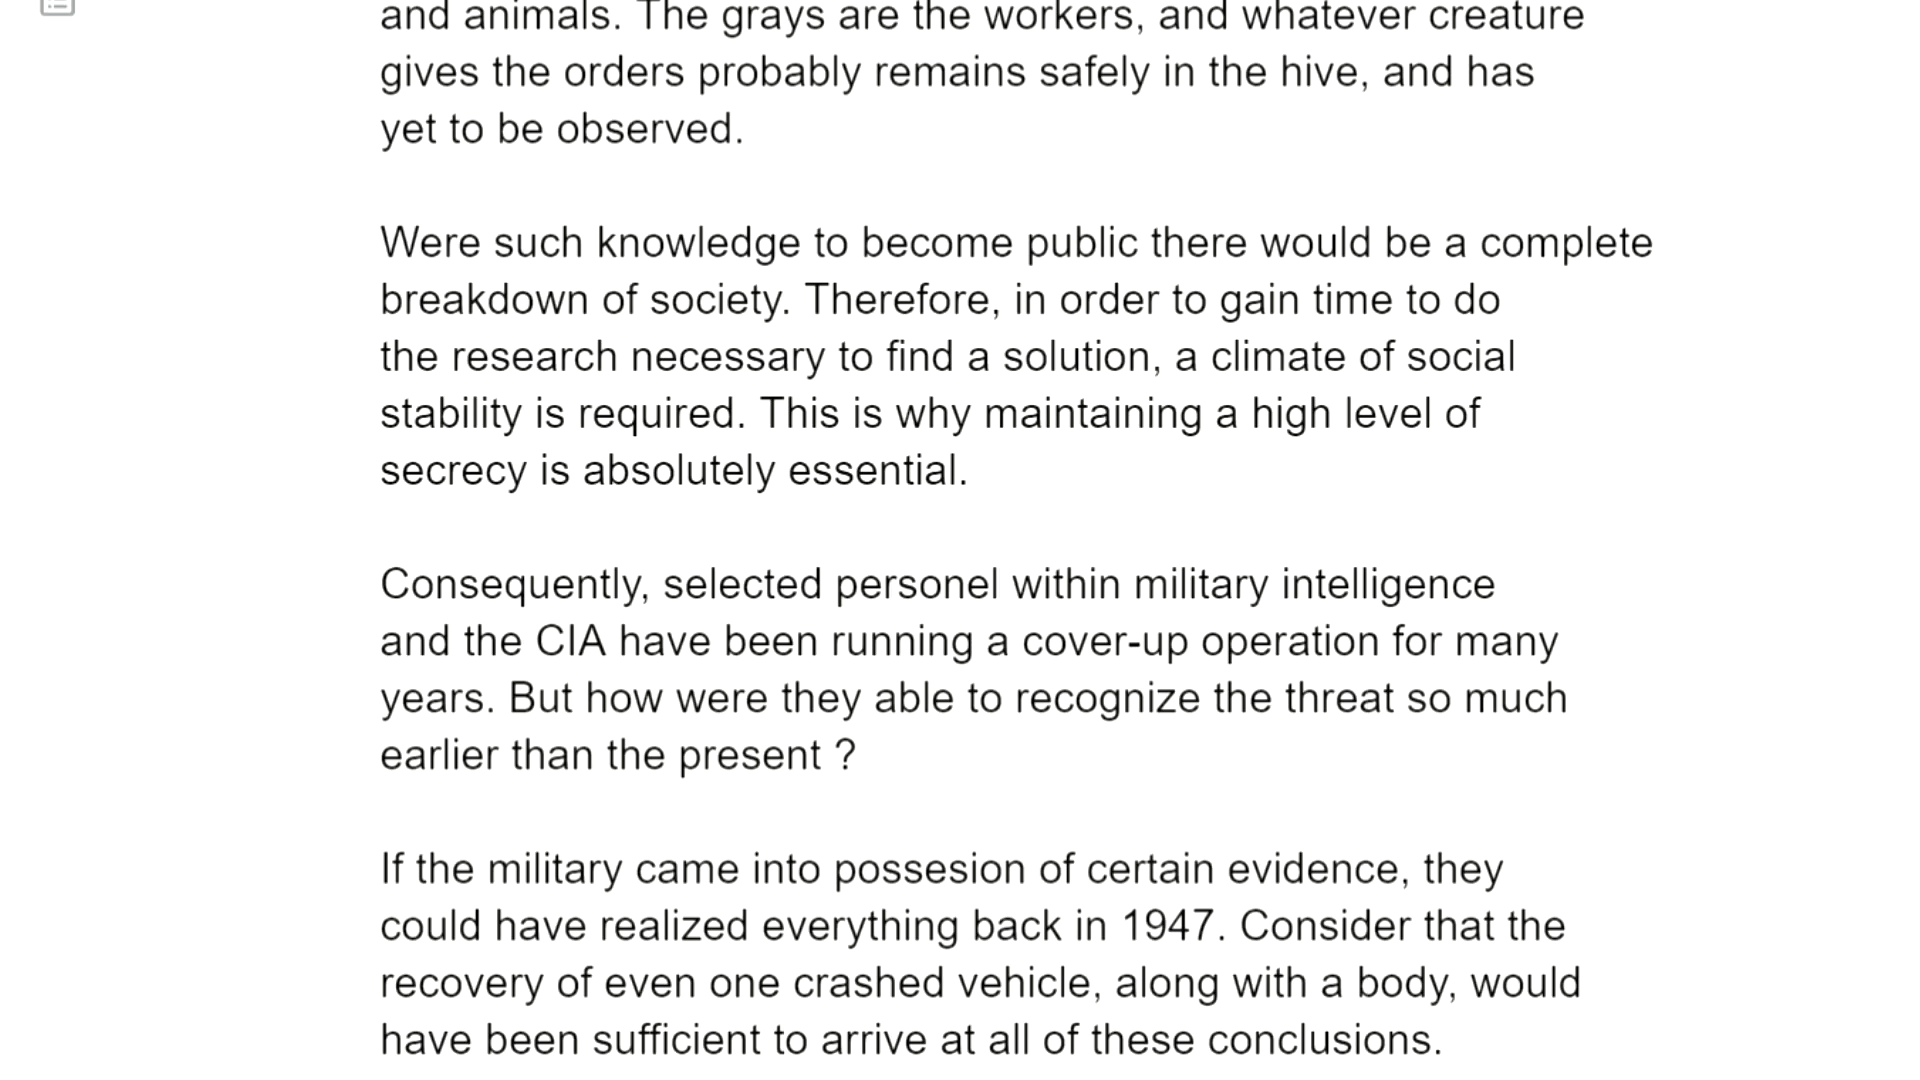 and animals. The grays are the workers, and whatever creature
gives the orders probably remains safely in the hive, and has
yet to be observed.
Were such knowledge to become public there would be a complete
breakdown of society. Therefore, in order to gain time to do
the research necessary to find a solution, a climate of social
stability is required. This is why maintaining a high level of
secrecy is absolutely essential.
Consequently, selected personel within military intelligence
and the CIA have been running a cover-up operation for many
years. But how were they able to recognize the threat so much
earlier than the present ?
If the military came into possesion of certain evidence, they
could have realized everything back in 1947. Consider that the
recovery of even one crashed vehicle, along with a body, would
have been sufficient to arrive at all of these conclusions.